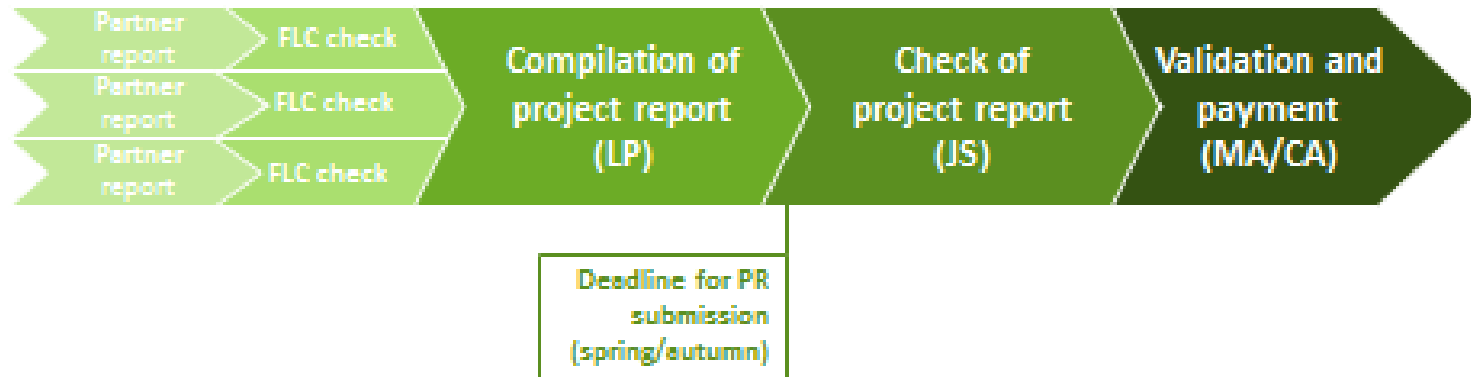 Partner
report
FLC check
Partner
report
FLC check
Partner
report
FLC check
Compilation of
project report
(LP)
Check of
project report
(JS)
Validation and
payment
(MA/CA)
Deadline for PR
submission
(spring/autumn)